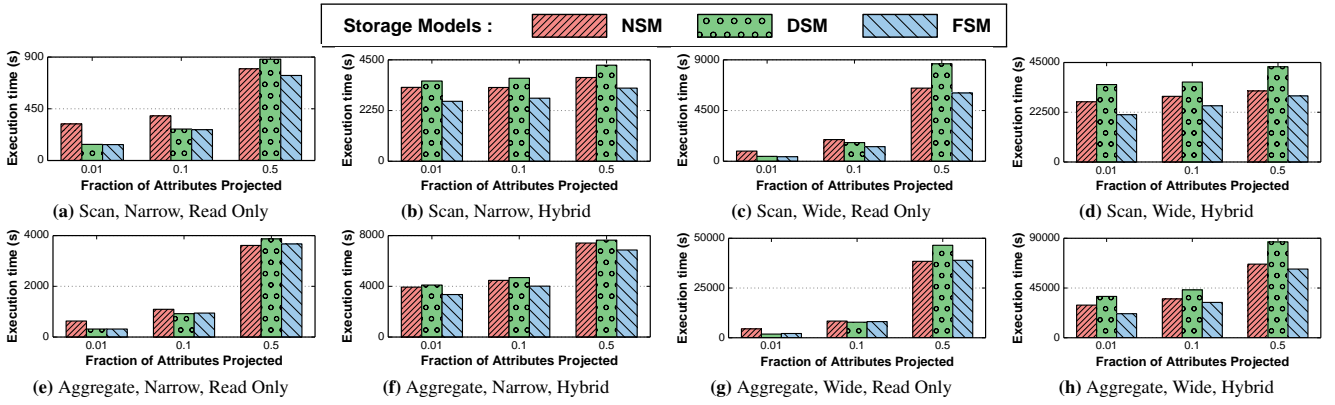 Storage Models : NSM DSM FSM
Execution time (s)
900
450
0
0.01 0.1 0.5
Fraction of Attributes Projected
(a) Scan, Narrow, Read Only
Execution time (s)
4500
2250
0
0.01 0.1 0.5
Fraction of Attributes Projected
(b) Scan, Narrow, Hybrid
Execution time (s)
9000
4500
0
0.01 0.1 0.5
Fraction of Attributes Projected
(c) Scan, Wide, Read Only
Execution time (s)
45000
22500
0
0.01 0.1 0.5
Fraction of Attributes Projected
(d) Scan, Wide, Hybrid
Execution time (s)
4000
2000
0
0.01 0.1 0.5
Fraction of Attributes Projected
(e) Aggregate, Narrow, Read Only
Execution time (s)
8000
4000
0
0.01 0.1 0.5
Fraction of Attributes Projected
(f) Aggregate, Narrow, Hybrid
Execution time (s)
50000
25000
0
0.01 0.1 0.5
Fraction of Attributes Projected
(g) Aggregate, Wide, Read Only
Execution time (s)
90000
45000
0
0.01 0.1 0.5
Fraction of Attributes Projected
(h) Aggregate, Wide, Hybrid